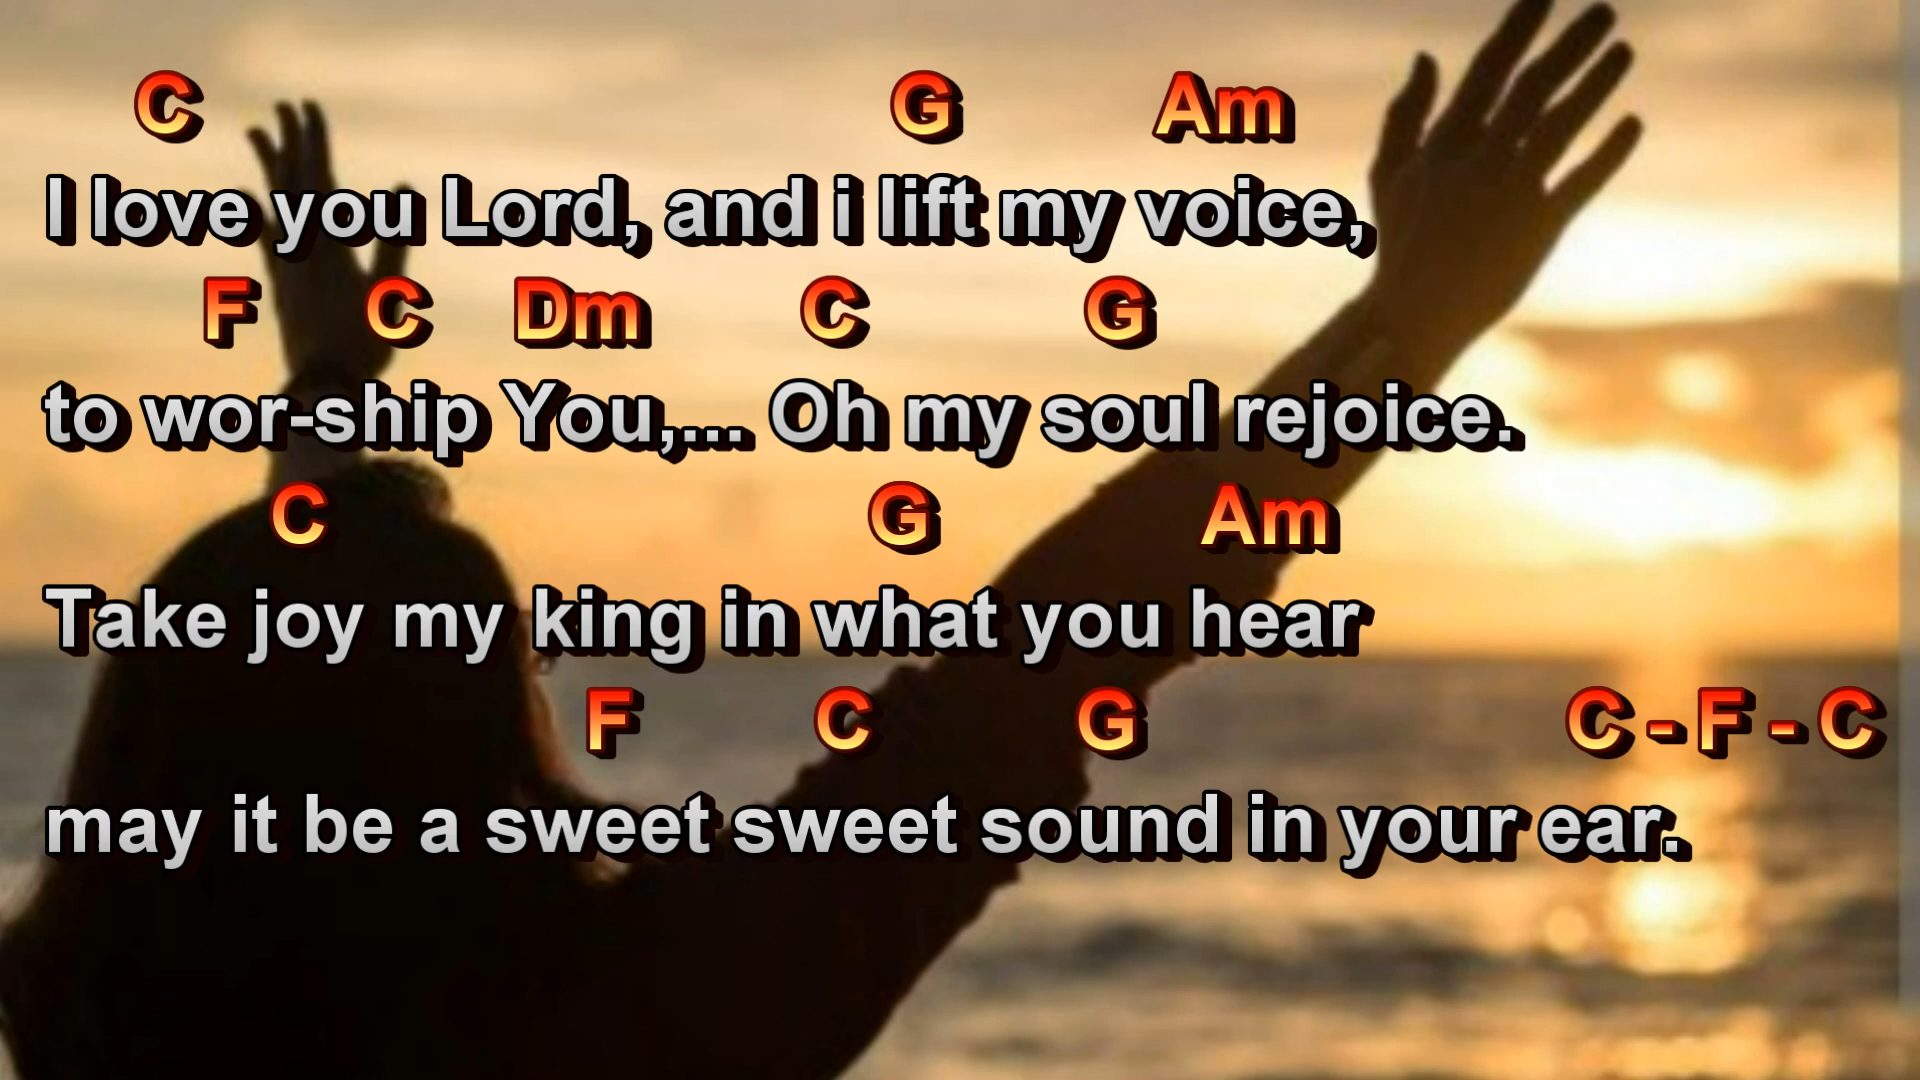 C G Am
I love you Lord, and i lift my voice,
F C Dm C G
to wor-ship You,... Oh my soul rejoice.
C G Am
Take joy my king in what you hear
F C G C - F - C
may it be a sweet sweet sound in your ear.